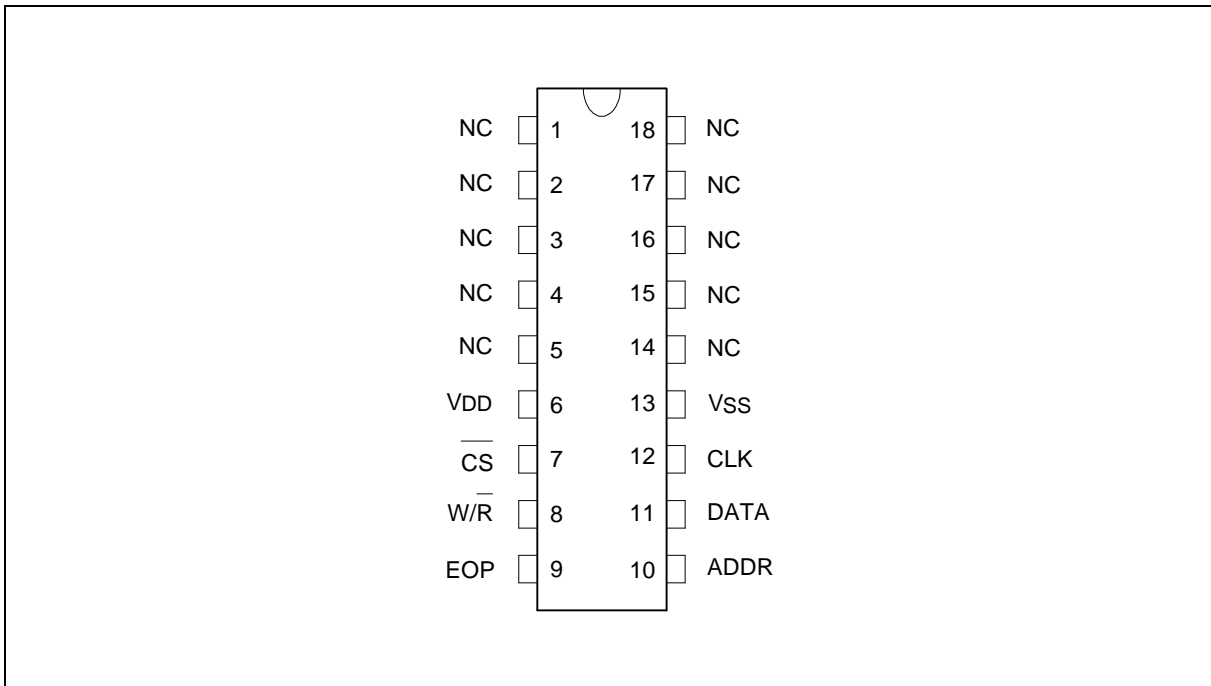 NC 1 18 NC
NC 2 17 NC
NC 3 16 NC
NC 4 15 NC
NC 5 14 NC
VDD 6 13 VSS
C̅S̅ 7 12 CLK
W/R̅ 8 11 DATA
EOP 9 10 ADDR